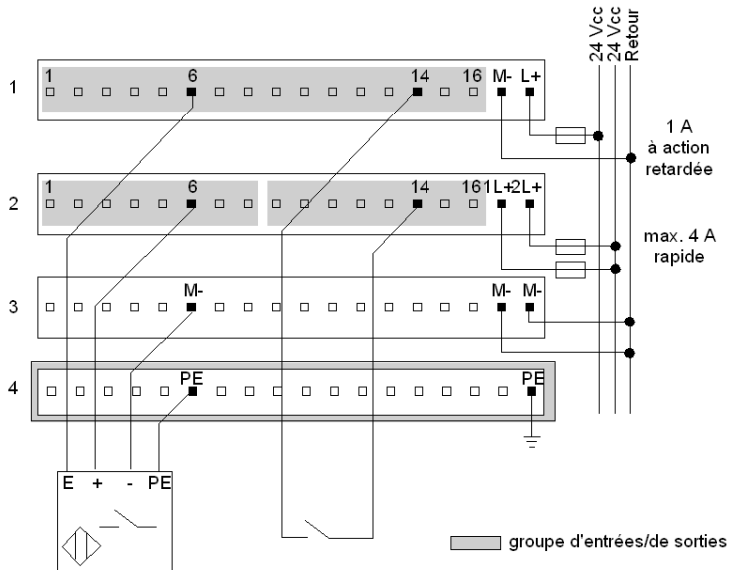 24 Vcc
24 Vcc
Retour
1 6 14 16 M- L+
1
1 A
à action
retardée
1 6 14 16 1L+ 2L+
2
max. 4 A
rapide
M- M- M-
3
PE PE
4
E + - PE
groupe d'entrées/de sorties